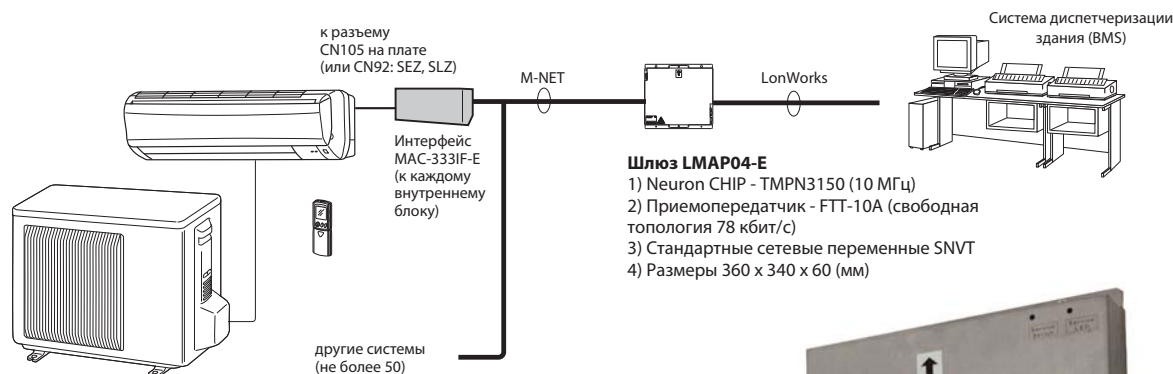 к разъему
CN105 на плате
(или CN92: SEZ, SLZ)
M-NET
LonWorks
Система диспетчеризации
здания (BMS)
Интерфейс
MAC-333IF-E
(к каждому
внутреннему
блоку)
Шлюз LMAP04-E
1) Neuron CHIP - TMPN3150 (10 МГц)
2) Приемопередатчик - FTT-10A (свободная
топология 78 кбит/с)
3) Стандартные сетевые переменные SNVT
4) Размеры 360 x 340 x 60 (мм)
другие системы
(не более 50)